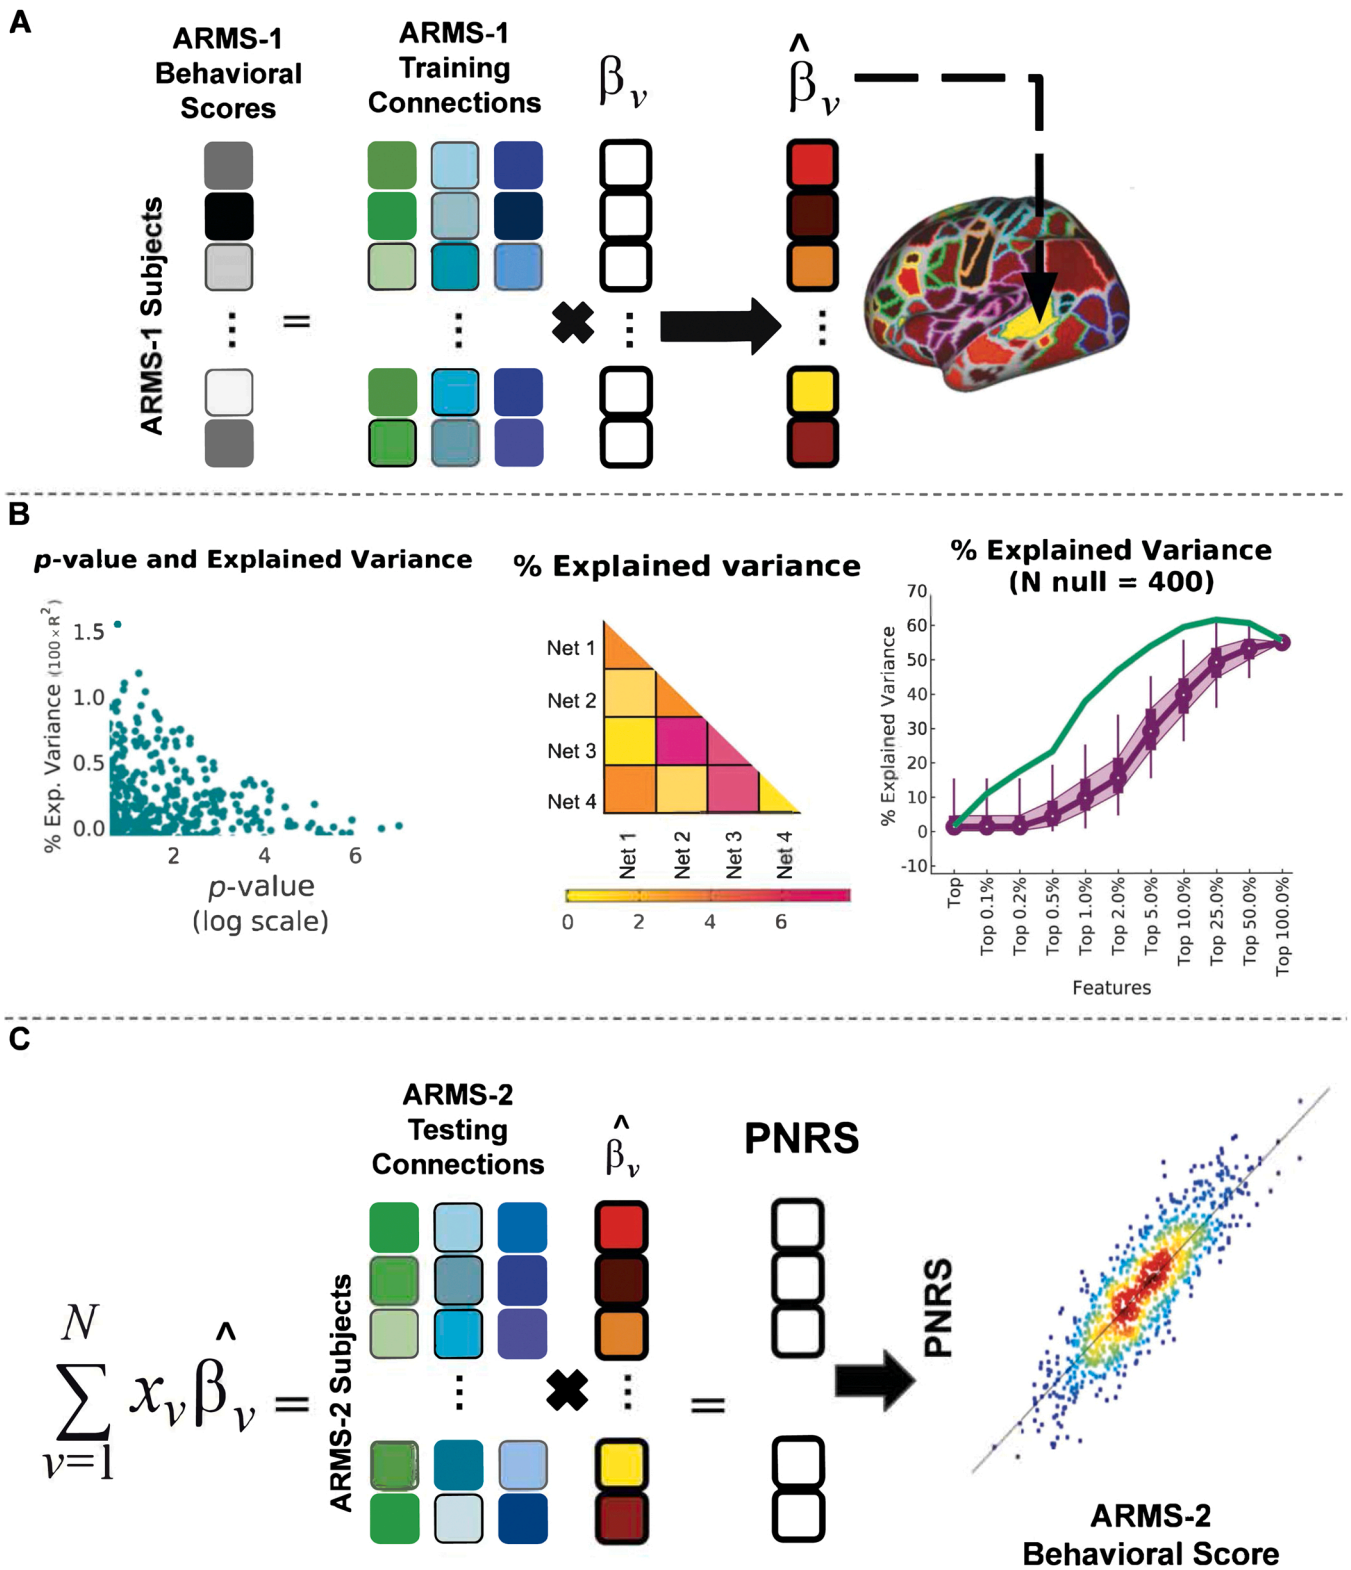 A
ARMS-1
Behavioral
Scores
ARMS-1
Training
Connections
βν
β̂ν
ARMS-1 Subjects
=
B
p-value and Explained Variance
% Exp. Variance (100×R²)
1.5
1.0
0.5
0.0
2 4 6
p-value
(log scale)
% Explained variance
Net 1
Net 2
Net 3
Net 4
Net 1 Net 2 Net 3 Net 4
0 2 4 6
% Explained Variance
(N null = 400)
% Explained Variance
70
60
50
40
30
20
10
0
-10
Top
Top 0.1%
Top 0.2%
Top 0.5%
Top 1.0%
Top 2.0%
Top 5.0%
Top 10.0%
Top 25.0%
Top 50.0%
Top 100.0%
Features
C
N
∑ xνβ̂ν =
ν=1
ARMS-2 Subjects
ARMS-2
Testing
Connections
β̂ν
=
PNRS
PNRS
ARMS-2
Behavioral Score